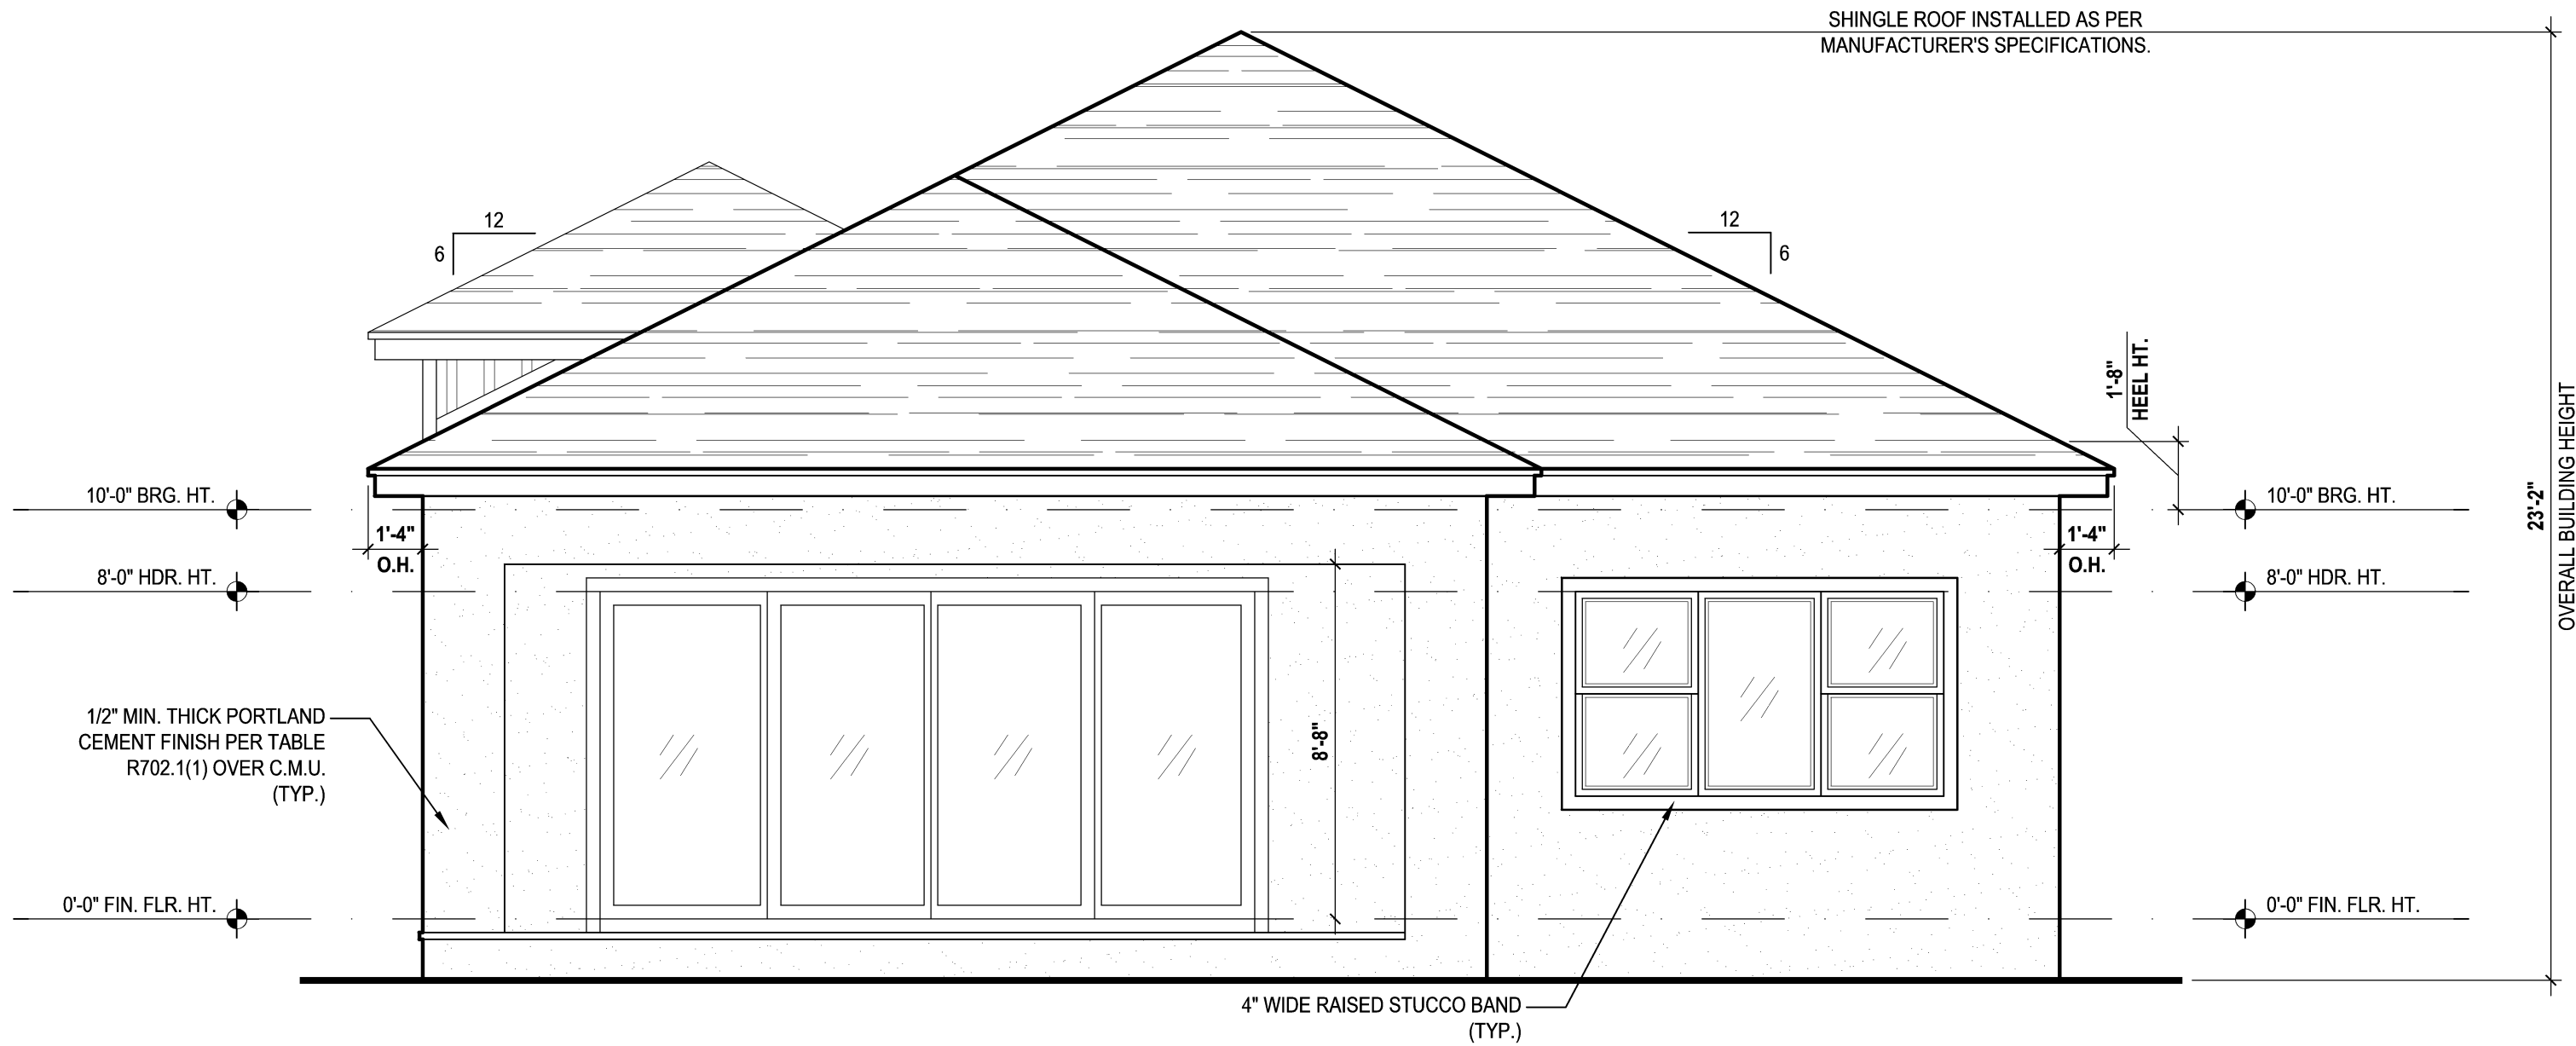 SHINGLE ROOF INSTALLED AS PER
MANUFACTURER'S SPECIFICATIONS.
12
6
12
6
1'-8"
HEEL HT.
23'-2"
OVERALL BUILDING HEIGHT
10'-0" BRG. HT.
10'-0" BRG. HT.
1'-4"
O.H.
1'-4"
O.H.
8'-0" HDR. HT.
8'-0" HDR. HT.
1/2" MIN. THICK PORTLAND
CEMENT FINISH PER TABLE
R702.1(1) OVER C.M.U.
(TYP.)
8'-8"
0'-0" FIN. FLR. HT.
0'-0" FIN. FLR. HT.
4" WIDE RAISED STUCCO BAND
(TYP.)